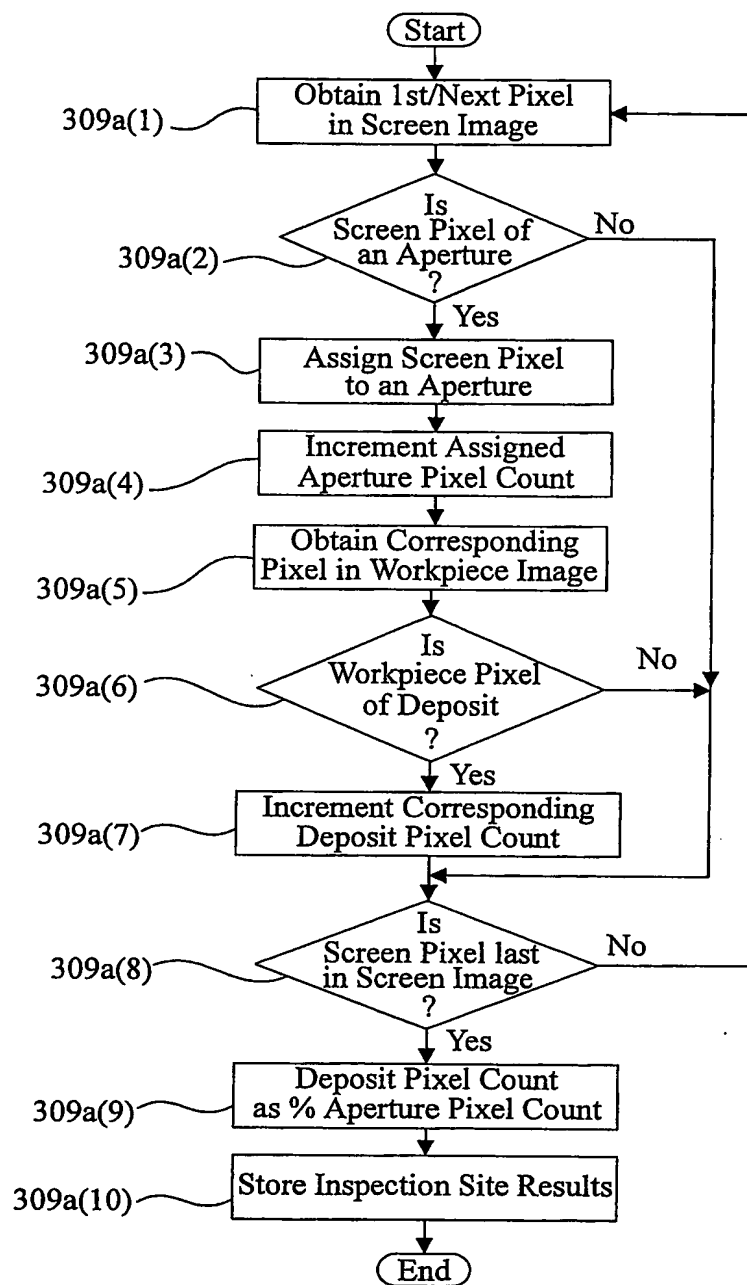 Start
Obtain 1st/Next Pixel
in Screen Image
309a(1)
Is
Screen Pixel of
an Aperture
?
No
309a(2)
Yes
309a(3)
Assign Screen Pixel
to an Aperture
Increment Assigned
Aperture Pixel Count
309a(4)
Obtain Corresponding
Pixel in Workpiece Image
309a(5)
Is
Workpiece Pixel
of Deposit
?
No
309a(6)
Yes
Increment Corresponding
Deposit Pixel Count
309a(7)
Is
Screen Pixel last
in Screen Image
?
No
309a(8)
Yes
Deposit Pixel Count
as % Aperture Pixel Count
309a(9)
Store Inspection Site Results
309a(10)
End